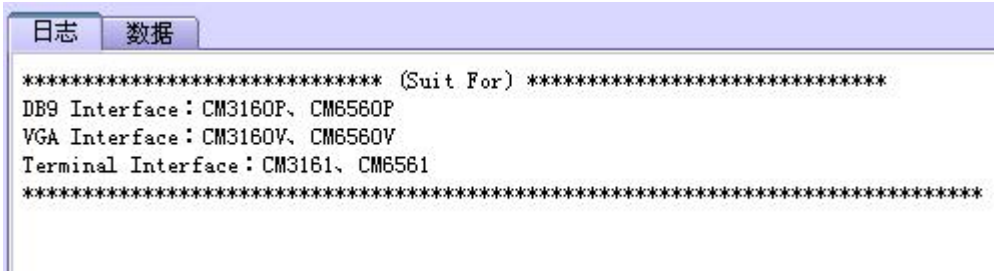 日志 数据
****************************** (Suit For) ******************************
DB9 Interface：CM3160P、CM6560P
VGA Interface：CM3160V、CM6560V
Terminal Interface：CM3161、CM6561
********************************************************************************